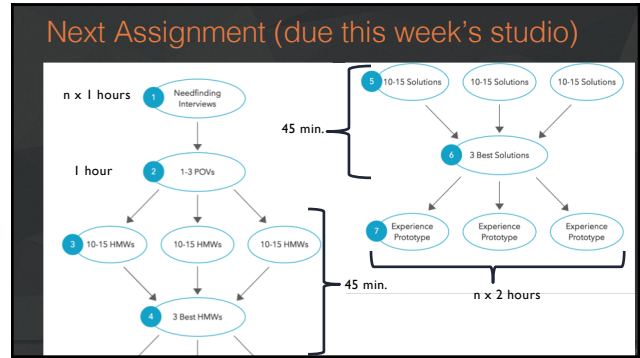 Next Assignment (due this week's studio)
n x 1 hours
1
Needfinding
Interviews
1 hour
2
1-3 POVs
3
10-15 HMWs
10-15 HMWs
10-15 HMWs
4
3 Best HMWs
45 min.
45 min.
5
10-15 Solutions
10-15 Solutions
10-15 Solutions
6
3 Best Solutions
7
Experience
Prototype
Experience
Prototype
Experience
Prototype
n x 2 hours